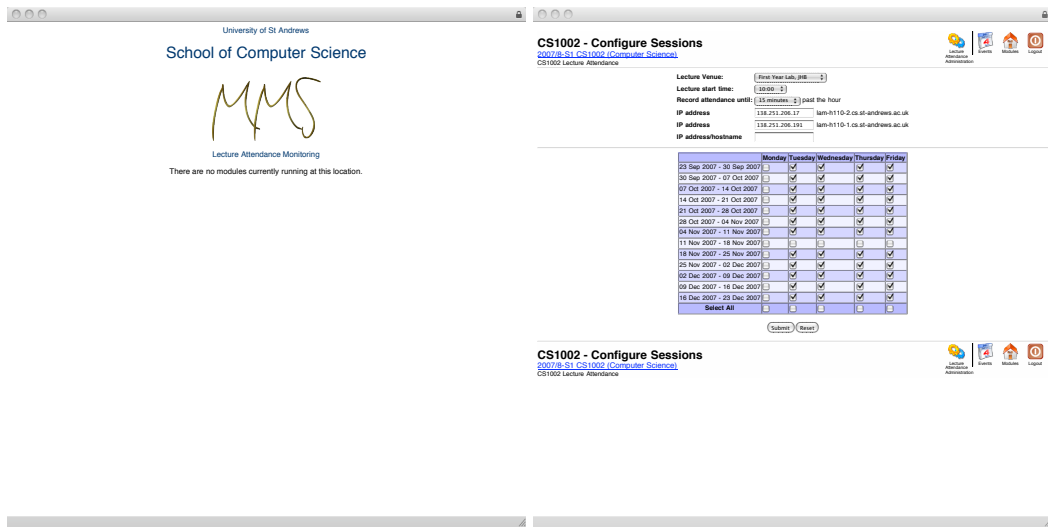 University of St Andrews
School of Computer Science
MMS
Lecture Attendance Monitoring
There are no modules currently running at this location.
CS1002 - Configure Sessions
2007/8-S1 CS1002 (Computer Science)
CS1002 Lecture Attendance
Lecture Attendance Administration
Events
Modules
Logout
Lecture Venue: First Year Lab, JHB
Lecture start time: 10:00
Record attendance until: 15 minutes past the hour
IP address 138.251.206.17 lam-h110-2.cs.st-andrews.ac.uk
IP address 138.251.206.191 lam-h110-1.cs.st-andrews.ac.uk
IP address/hostname
Monday Tuesday Wednesday Thursday Friday
23 Sep 2007 - 30 Sep 2007
30 Sep 2007 - 07 Oct 2007
07 Oct 2007 - 14 Oct 2007
14 Oct 2007 - 21 Oct 2007
21 Oct 2007 - 28 Oct 2007
28 Oct 2007 - 04 Nov 2007
04 Nov 2007 - 11 Nov 2007
11 Nov 2007 - 18 Nov 2007
18 Nov 2007 - 25 Nov 2007
25 Nov 2007 - 02 Dec 2007
02 Dec 2007 - 09 Dec 2007
09 Dec 2007 - 16 Dec 2007
16 Dec 2007 - 23 Dec 2007
Select All
Submit Reset
CS1002 - Configure Sessions
2007/8-S1 CS1002 (Computer Science)
CS1002 Lecture Attendance
Lecture Attendance Administration
Events
Modules
Logout